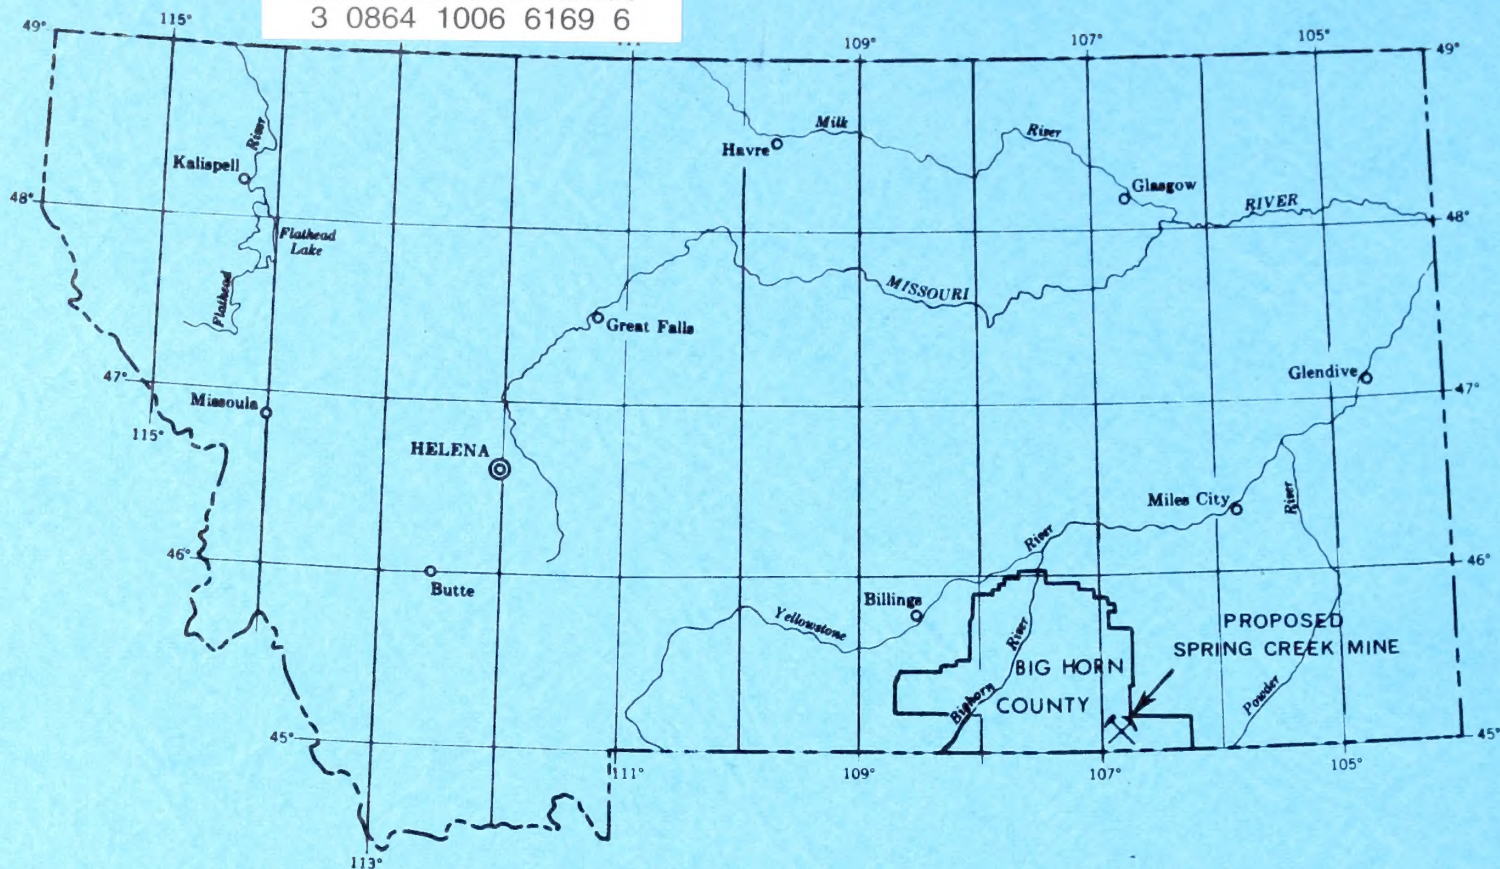 3 0864 1006 6169 6
115°
109°
107°
105°
49°
49°
Milk
River
Havre
River
Kalispell
Glasgow
RIVER
48°
48°
Flathead
Lake
Flathead
MISSOURI
Great Falls
Glendive
47°
47°
Missoula
115°
HELENA
Miles City
River
River
46°
46°
Butte
Billings
Yellowstone
River
PROPOSED
SPRING CREEK MINE
BIG HORN
COUNTY
Bighorn
Powder
45°
45°
111°
109°
107°
105°
113°